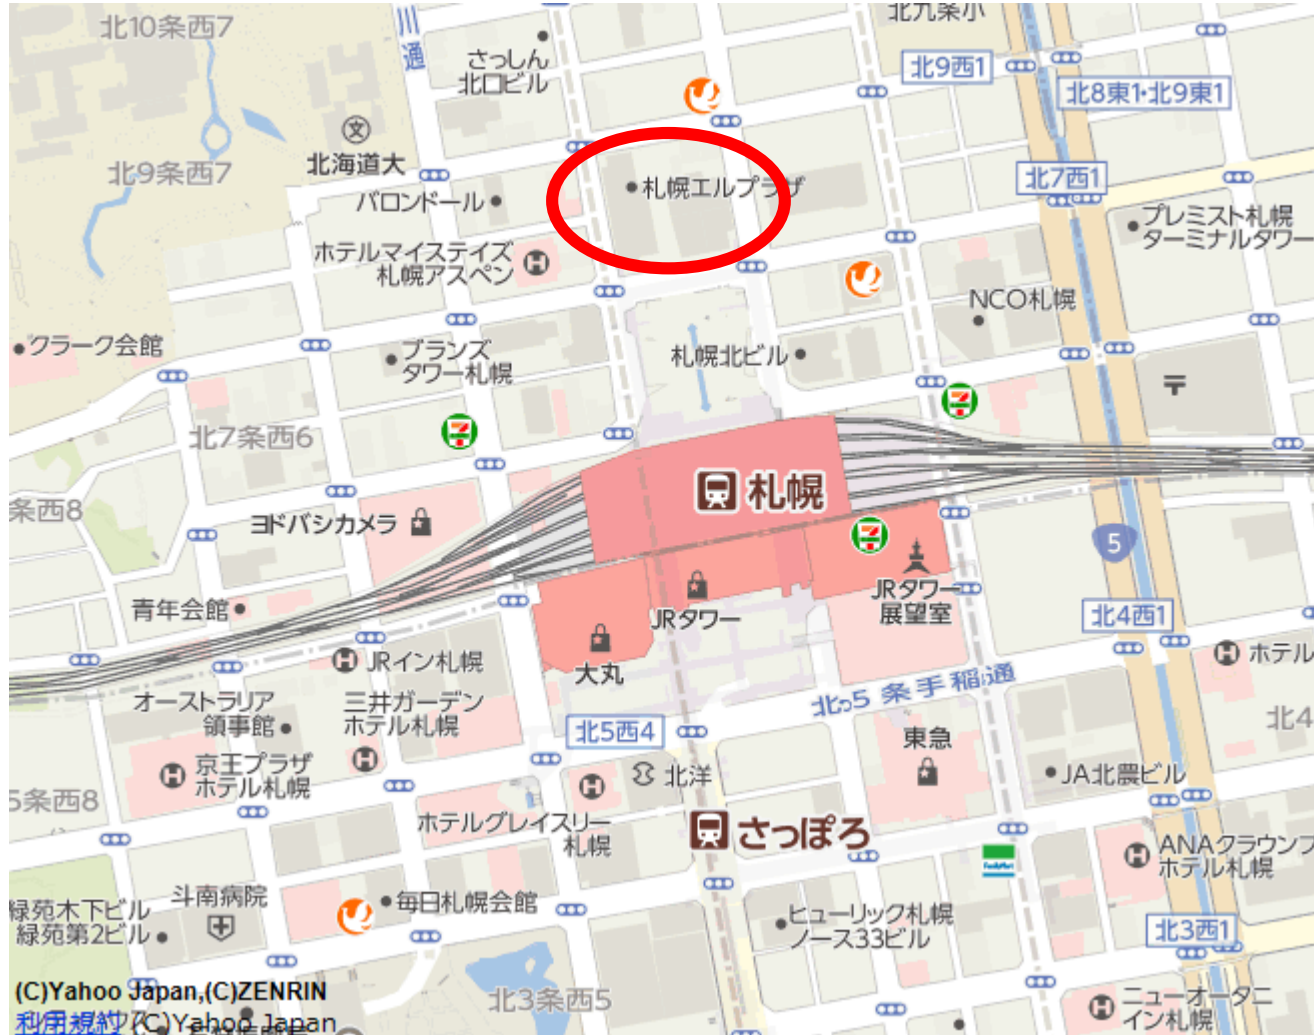 北10条西7
川
通
北九条小
さっしん
北口ビル
北9西1
北8東1・北9東1
文
北海道大
北9条西7
バロンドール
札幌エルプラザ
北7西1
プレミスト札幌
ターミナルタワー
ホテルマイステイズ
札幌アスペン
H
NCO札幌
クラーク会館
ブランズ
タワー札幌
札幌北ビル
〒
7
7
北7条西6
札幌
条西8
ヨドバシカメラ
7
5
JRタワー
展望室
青年会館
JRタワー
北4西1
大丸
H JRイン札幌
H ホテル
オーストラリア
領事館
三井ガーデン
ホテル札幌
H
北5条手稲通
北5西4
北4
東急
H 京王プラザ
ホテル札幌
H
北洋
JA北農ビル
5条西8
ホテルグレイスリー
札幌
さっぽろ
FamilyMart
H ANAクラウンプ
ホテル札幌
斗南病院
毎日札幌会館
緑苑木下ビル
緑苑第2ビル
ヒューリック札幌
ノース33ビル
北3西1
(C)Yahoo Japan,(C)ZENRIN
北3条西5
H ニューオータニ
イン札幌
利用規約 (C)Yahoo Japan